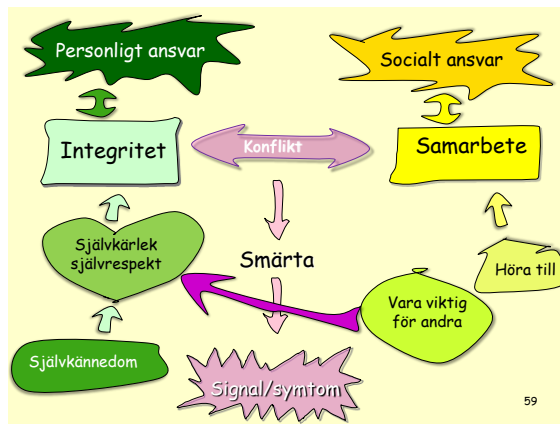 Personligt ansvar
Socialt ansvar
Integritet
Konflikt
Samarbete
Självkärlek
självrespekt
Smärta
Höra till
Vara viktig
för andra
Självkännedom
Signal/symtom
59